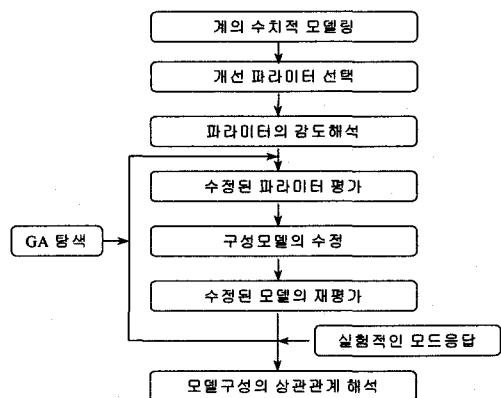 계의 수치적 모델링
개선 파라미터 선택
파라미터의 감도해석
수정된 파라미터 평가
GA 탐색
구성모델의 수정
수정된 모델의 재평가
실험적인 모드응답
모델구성의 상관관계 해석